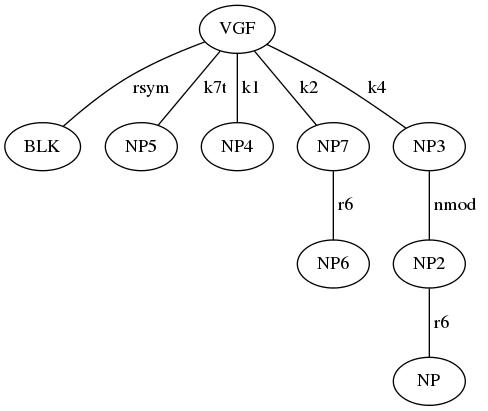 VGF
rsym k7t k1 k2 k4
BLK NP5 NP4 NP7 NP3
r6 nmod
NP6 NP2
r6
NP